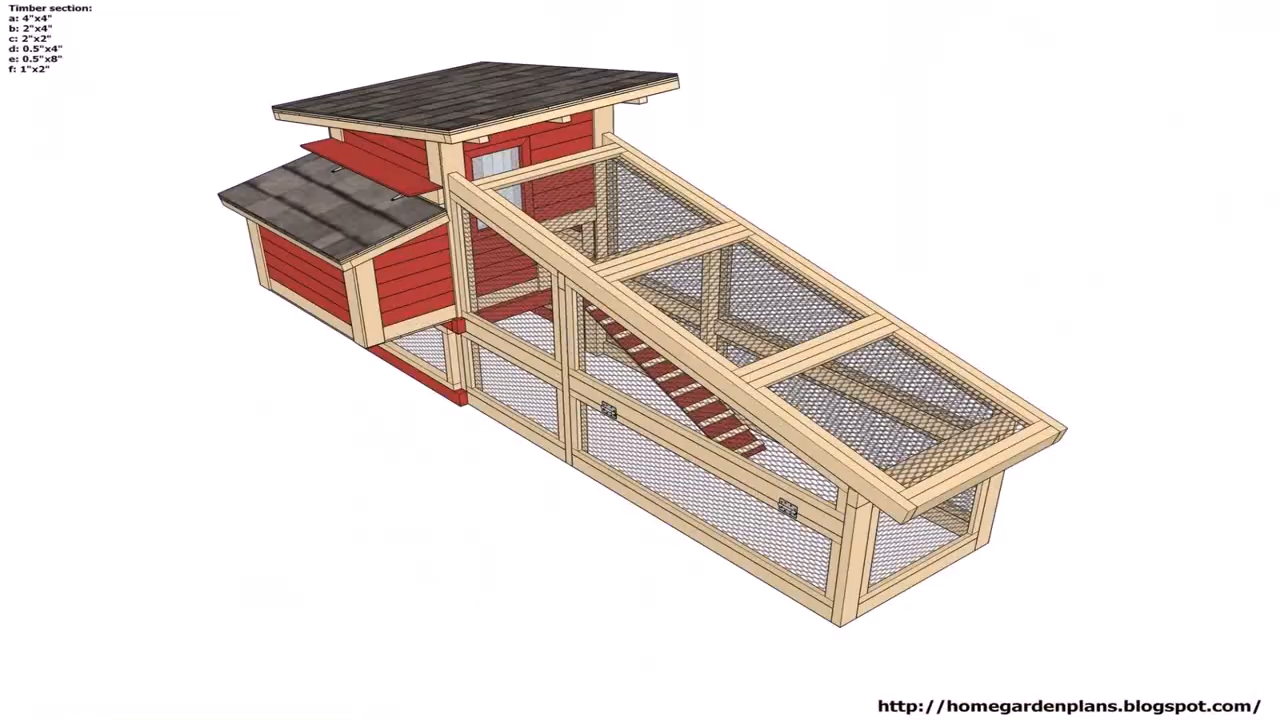 Timber section:
a: 4"x4"
b: 2"x4"
c: 2"x2"
d: 0.5"x4"
e: 0.5"x8"
f: 1"x2"
http://homegardenplans.blogspot.com/